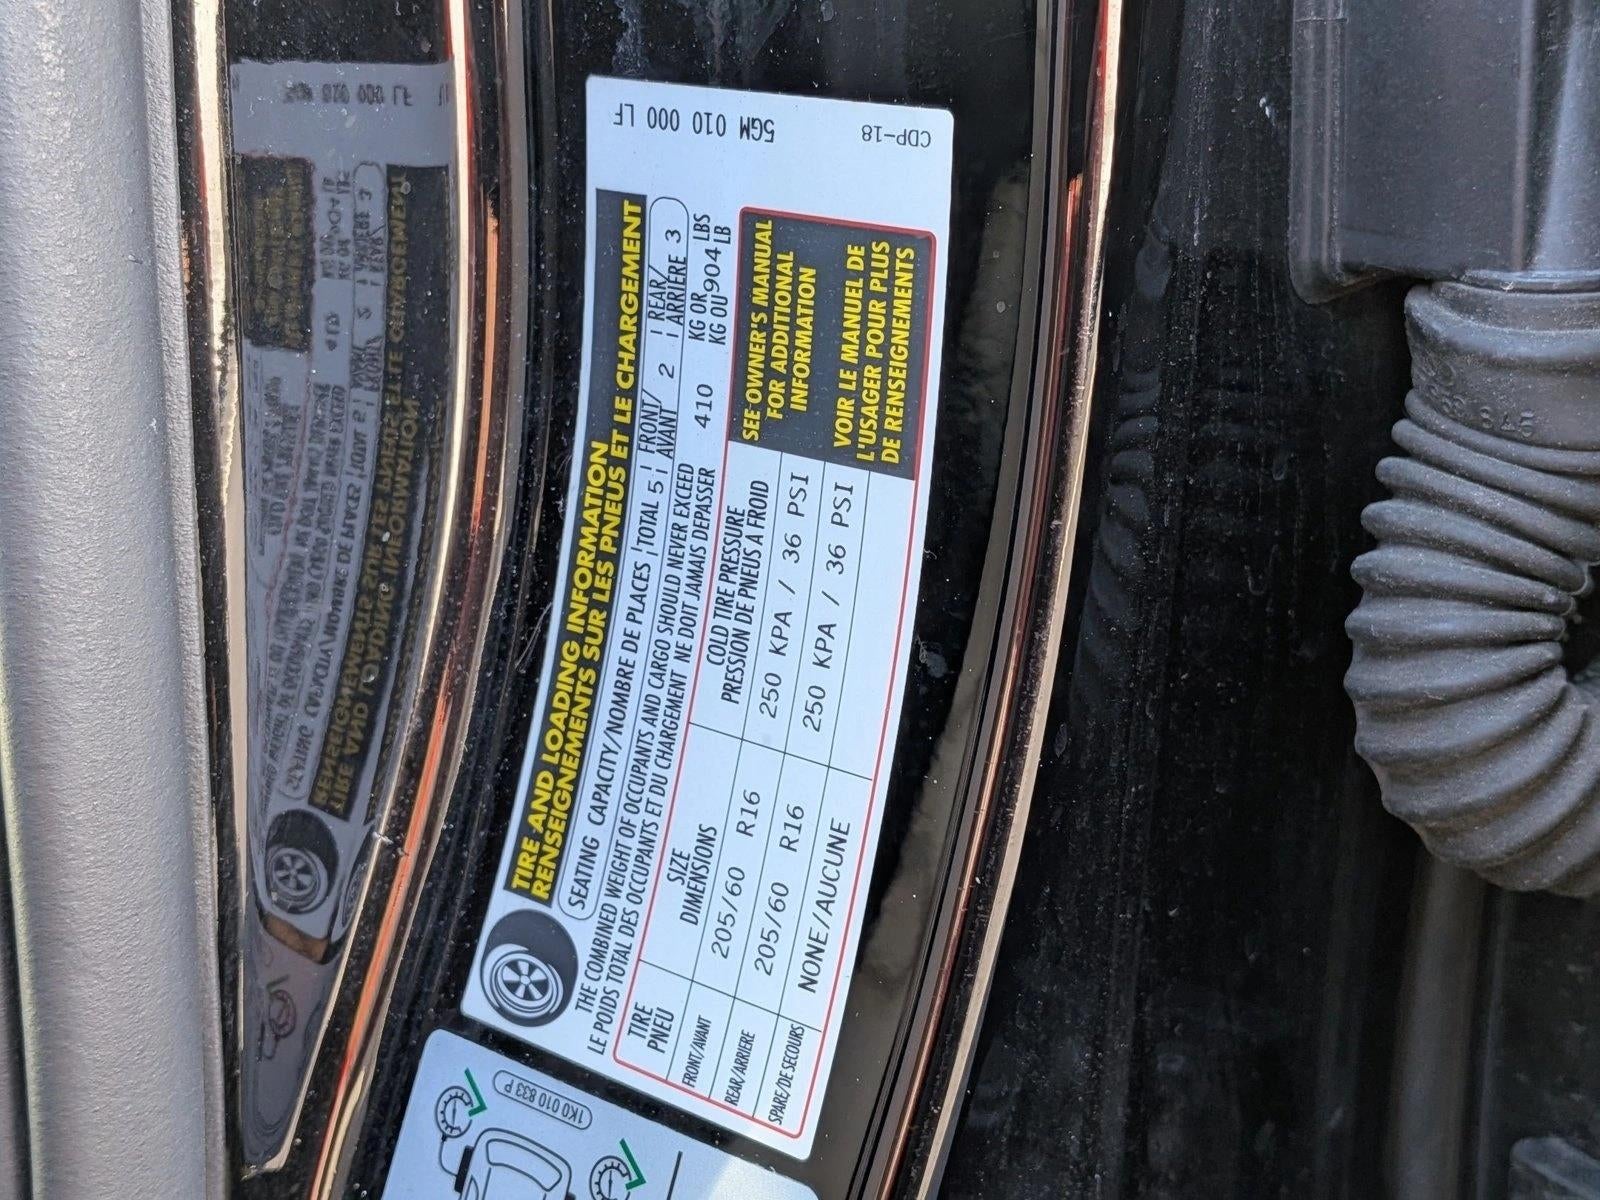 TIRE AND LOADING INFORMATION
RENSEIGNEMENTS SUR LES PNEUS ET LE CHARGEMENT
SEATING CAPACITY/NOMBRE DE PLACES TOTAL 5 FRONT/AVANT 2 REAR/ARRIÈRE 3
THE COMBINED WEIGHT OF OCCUPANTS AND CARGO SHOULD NEVER EXCEED 410 KG OR 904 LBS
LE POIDS TOTAL DES OCCUPANTS ET DU CHARGEMENT NE DOIT JAMAIS DEPASSER KG OU LB
TIRE SIZE COLD TIRE PRESSURE
PNEU DIMENSIONS PRESSION DE PNEUS A FROID
FRONT/AVANT 205/60 R16 250 KPA / 36 PSI
REAR/ARRIERE 205/60 R16 250 KPA / 36 PSI
SPARE/DE SECOURS NONE/AUCUNE
SEE OWNER'S MANUAL
FOR ADDITIONAL
INFORMATION
VOIR LE MANUEL DE
L'USAGER POUR PLUS
DE RENSEIGNEMENTS
5GM 010 000 LF
CDP-18
1K0 010 833 P